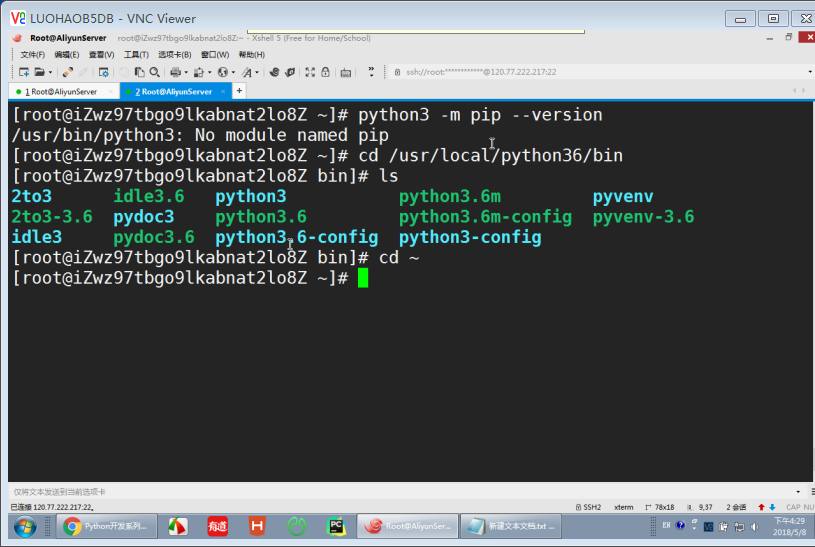 LUOHAOB5DB - VNC Viewer
Root@AliyunServer root@iZwz97tbgo9lkabnat2lo8Z:~ - Xshell 5 (Free for Home/School)
文件(F) 编辑(E) 查看(V) 工具(T) 选项卡(B) 窗口(W) 帮助(H)
ssh://root:************@120.77.222.217:22
1 Root@AliyunServer × 2 Root@AliyunServer × +
[root@iZwz97tbgo9lkabnat2lo8Z ~]# python3 -m pip --version
/usr/bin/python3: No module named pip
[root@iZwz97tbgo9lkabnat2lo8Z ~]# cd /usr/local/python36/bin
[root@iZwz97tbgo9lkabnat2lo8Z bin]# ls
2to3 idle3.6 python3 python3.6m pyvenv
2to3-3.6 pydoc3 python3.6 python3.6m-config pyvenv-3.6
idle3 pydoc3.6 python3.6-config python3-config
[root@iZwz97tbgo9lkabnat2lo8Z bin]# cd ~
[root@iZwz97tbgo9lkabnat2lo8Z ~]#
仅将文本发送到当前选项卡
已连接 120.77.222.217:22。 SSH2 xterm 78x18 9,37 2 会话 CAP NU
Python开发系列... 有道 H PC Root@AliyunSer... 新建文本文档.txt ... EN 下午4:29
2018/5/8